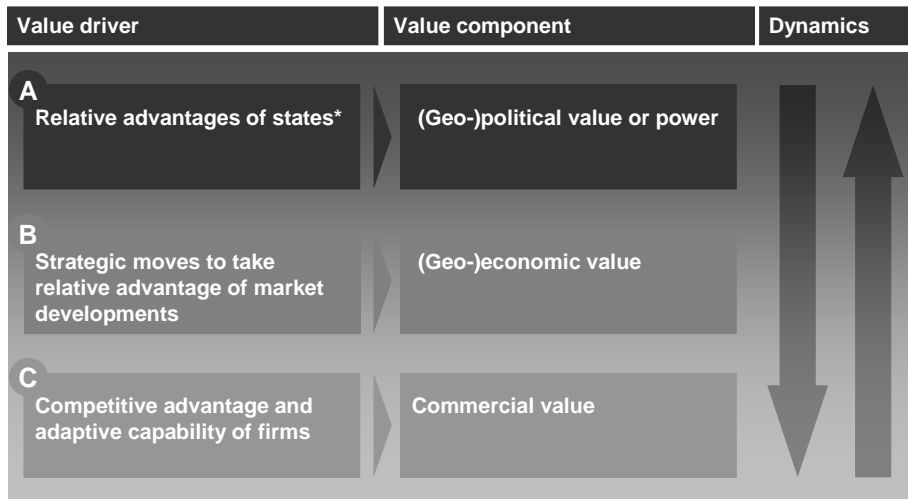 Value driver
Value component
Dynamics
A
Relative advantages of states*
(Geo-)political value or power
B
Strategic moves to take
relative advantage of market
developments
(Geo-)economic value
C
Competitive advantage and
adaptive capability of firms
Commercial value